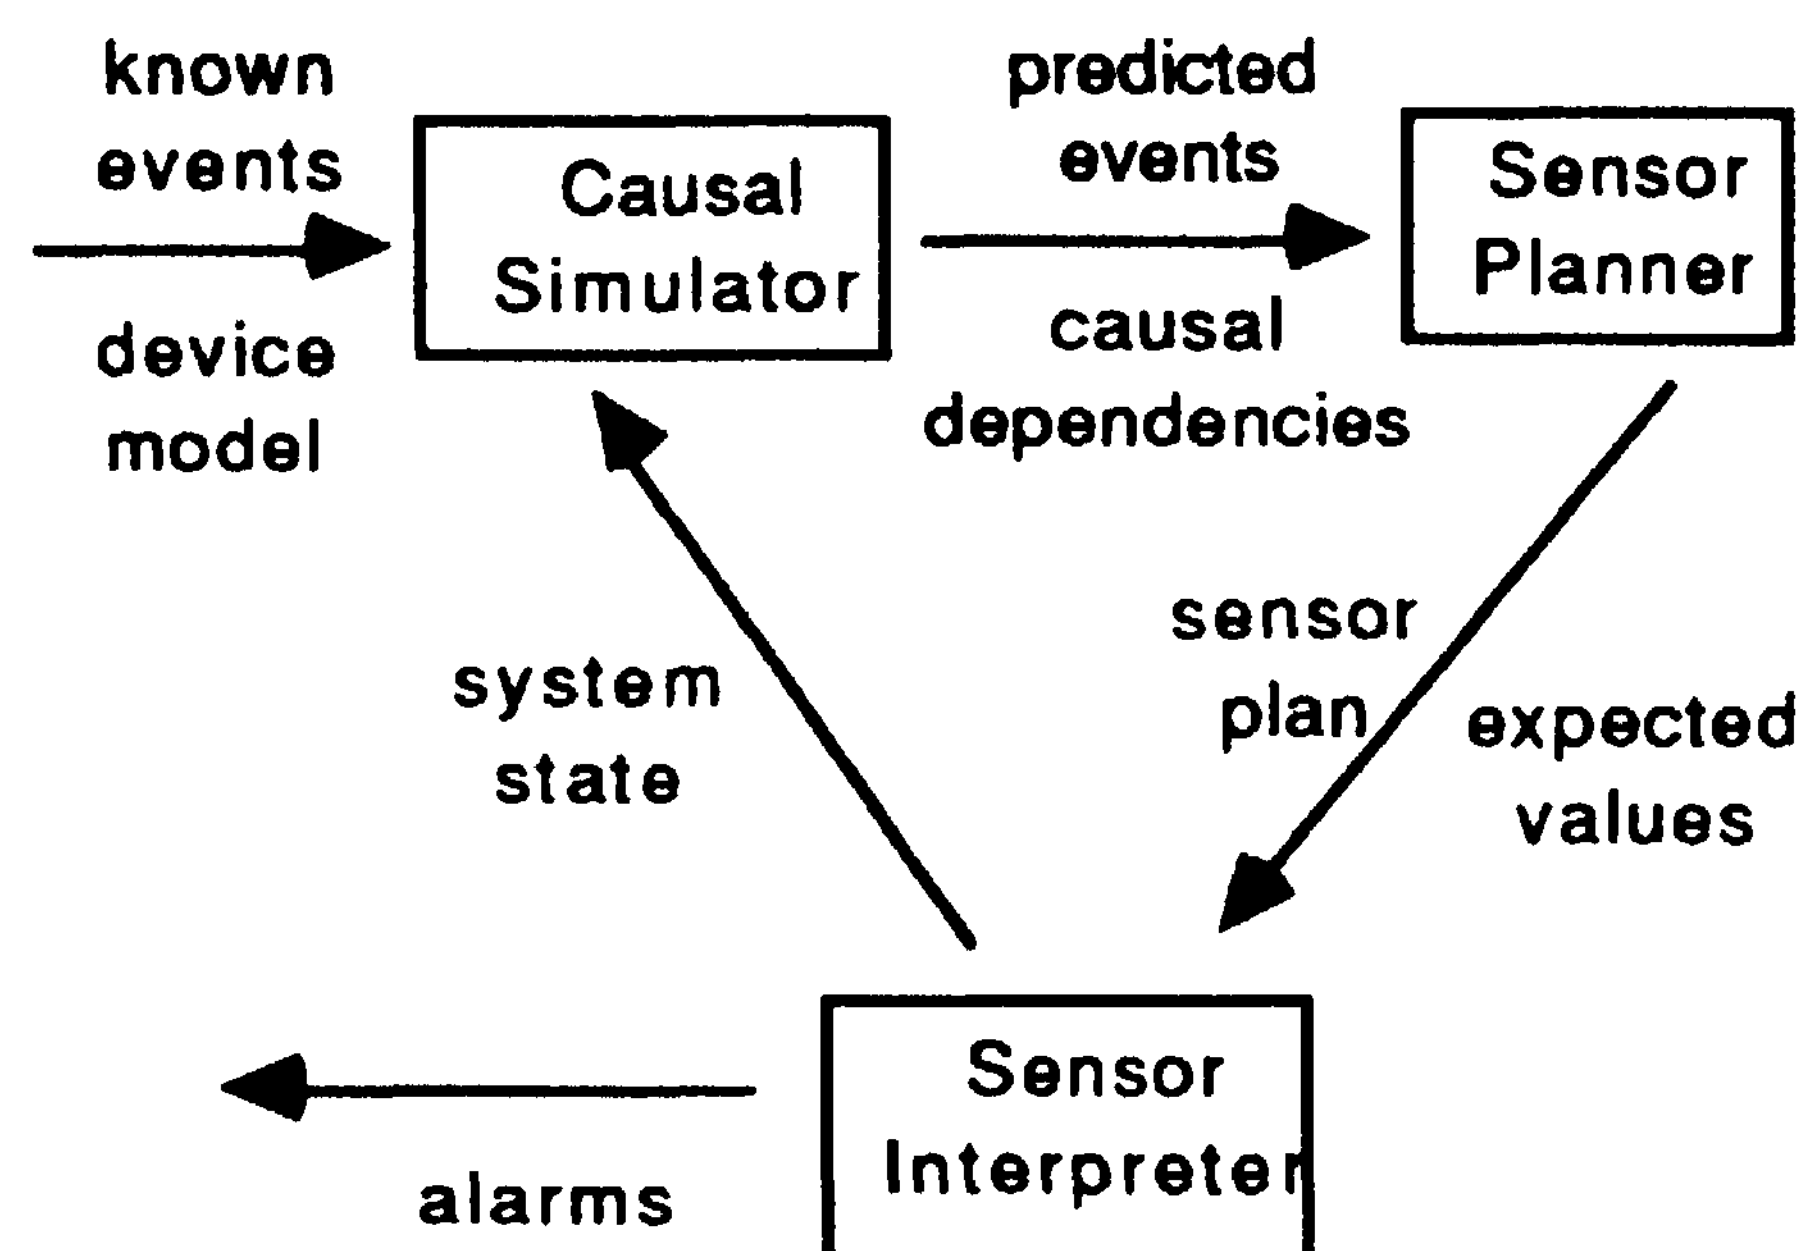 known
events
device
model
Causal
Simulator
predicted
events
causal
dependencies
Sensor
Planner
system
state
sensor
plan
expected
values
Sensor
Interpreter
alarms